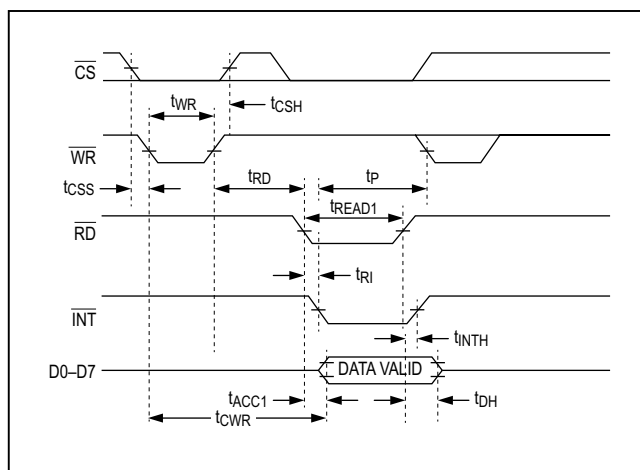 CS
tWR
tCSH
WR
tCSS
tRD
tP
tREAD1
RD
tRI
INT
tINTH
D0–D7
DATA VALID
tACC1
tCWR
tDH